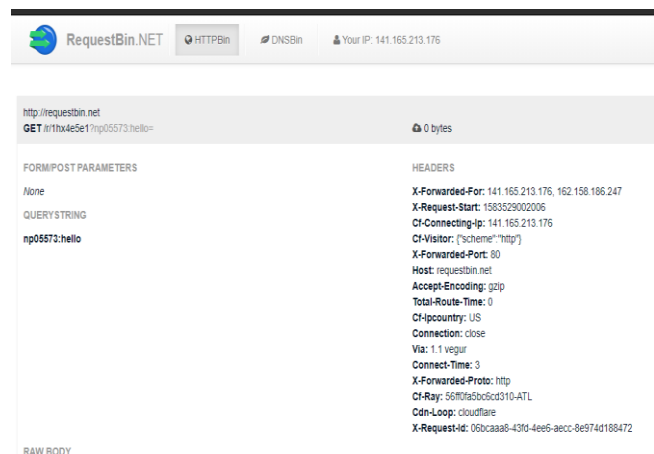 RequestBin.NET HTTPBin DNSBin Your IP: 141.165.213.176
http://requestbin.net
GET /r/1hx4e5e1?np05573:hello= 0 bytes
FORM/POST PARAMETERS
None
QUERYSTRING
np05573:hello
HEADERS
X-Forwarded-For: 141.165.213.176, 162.158.186.247
X-Request-Start: 1583529002006
Cf-Connecting-Ip: 141.165.213.176
Cf-Visitor: {"scheme":"http"}
X-Forwarded-Port: 80
Host: requestbin.net
Accept-Encoding: gzip
Total-Route-Time: 0
Cf-Ipcountry: US
Connection: close
Via: 1.1 vegur
Connect-Time: 3
X-Forwarded-Proto: http
Cf-Ray: 56ff0fa5bc6cd310-ATL
Cdn-Loop: cloudflare
X-Request-Id: 06bcaaa8-43fd-4ee6-aecc-8e974d188472
RAW BODY